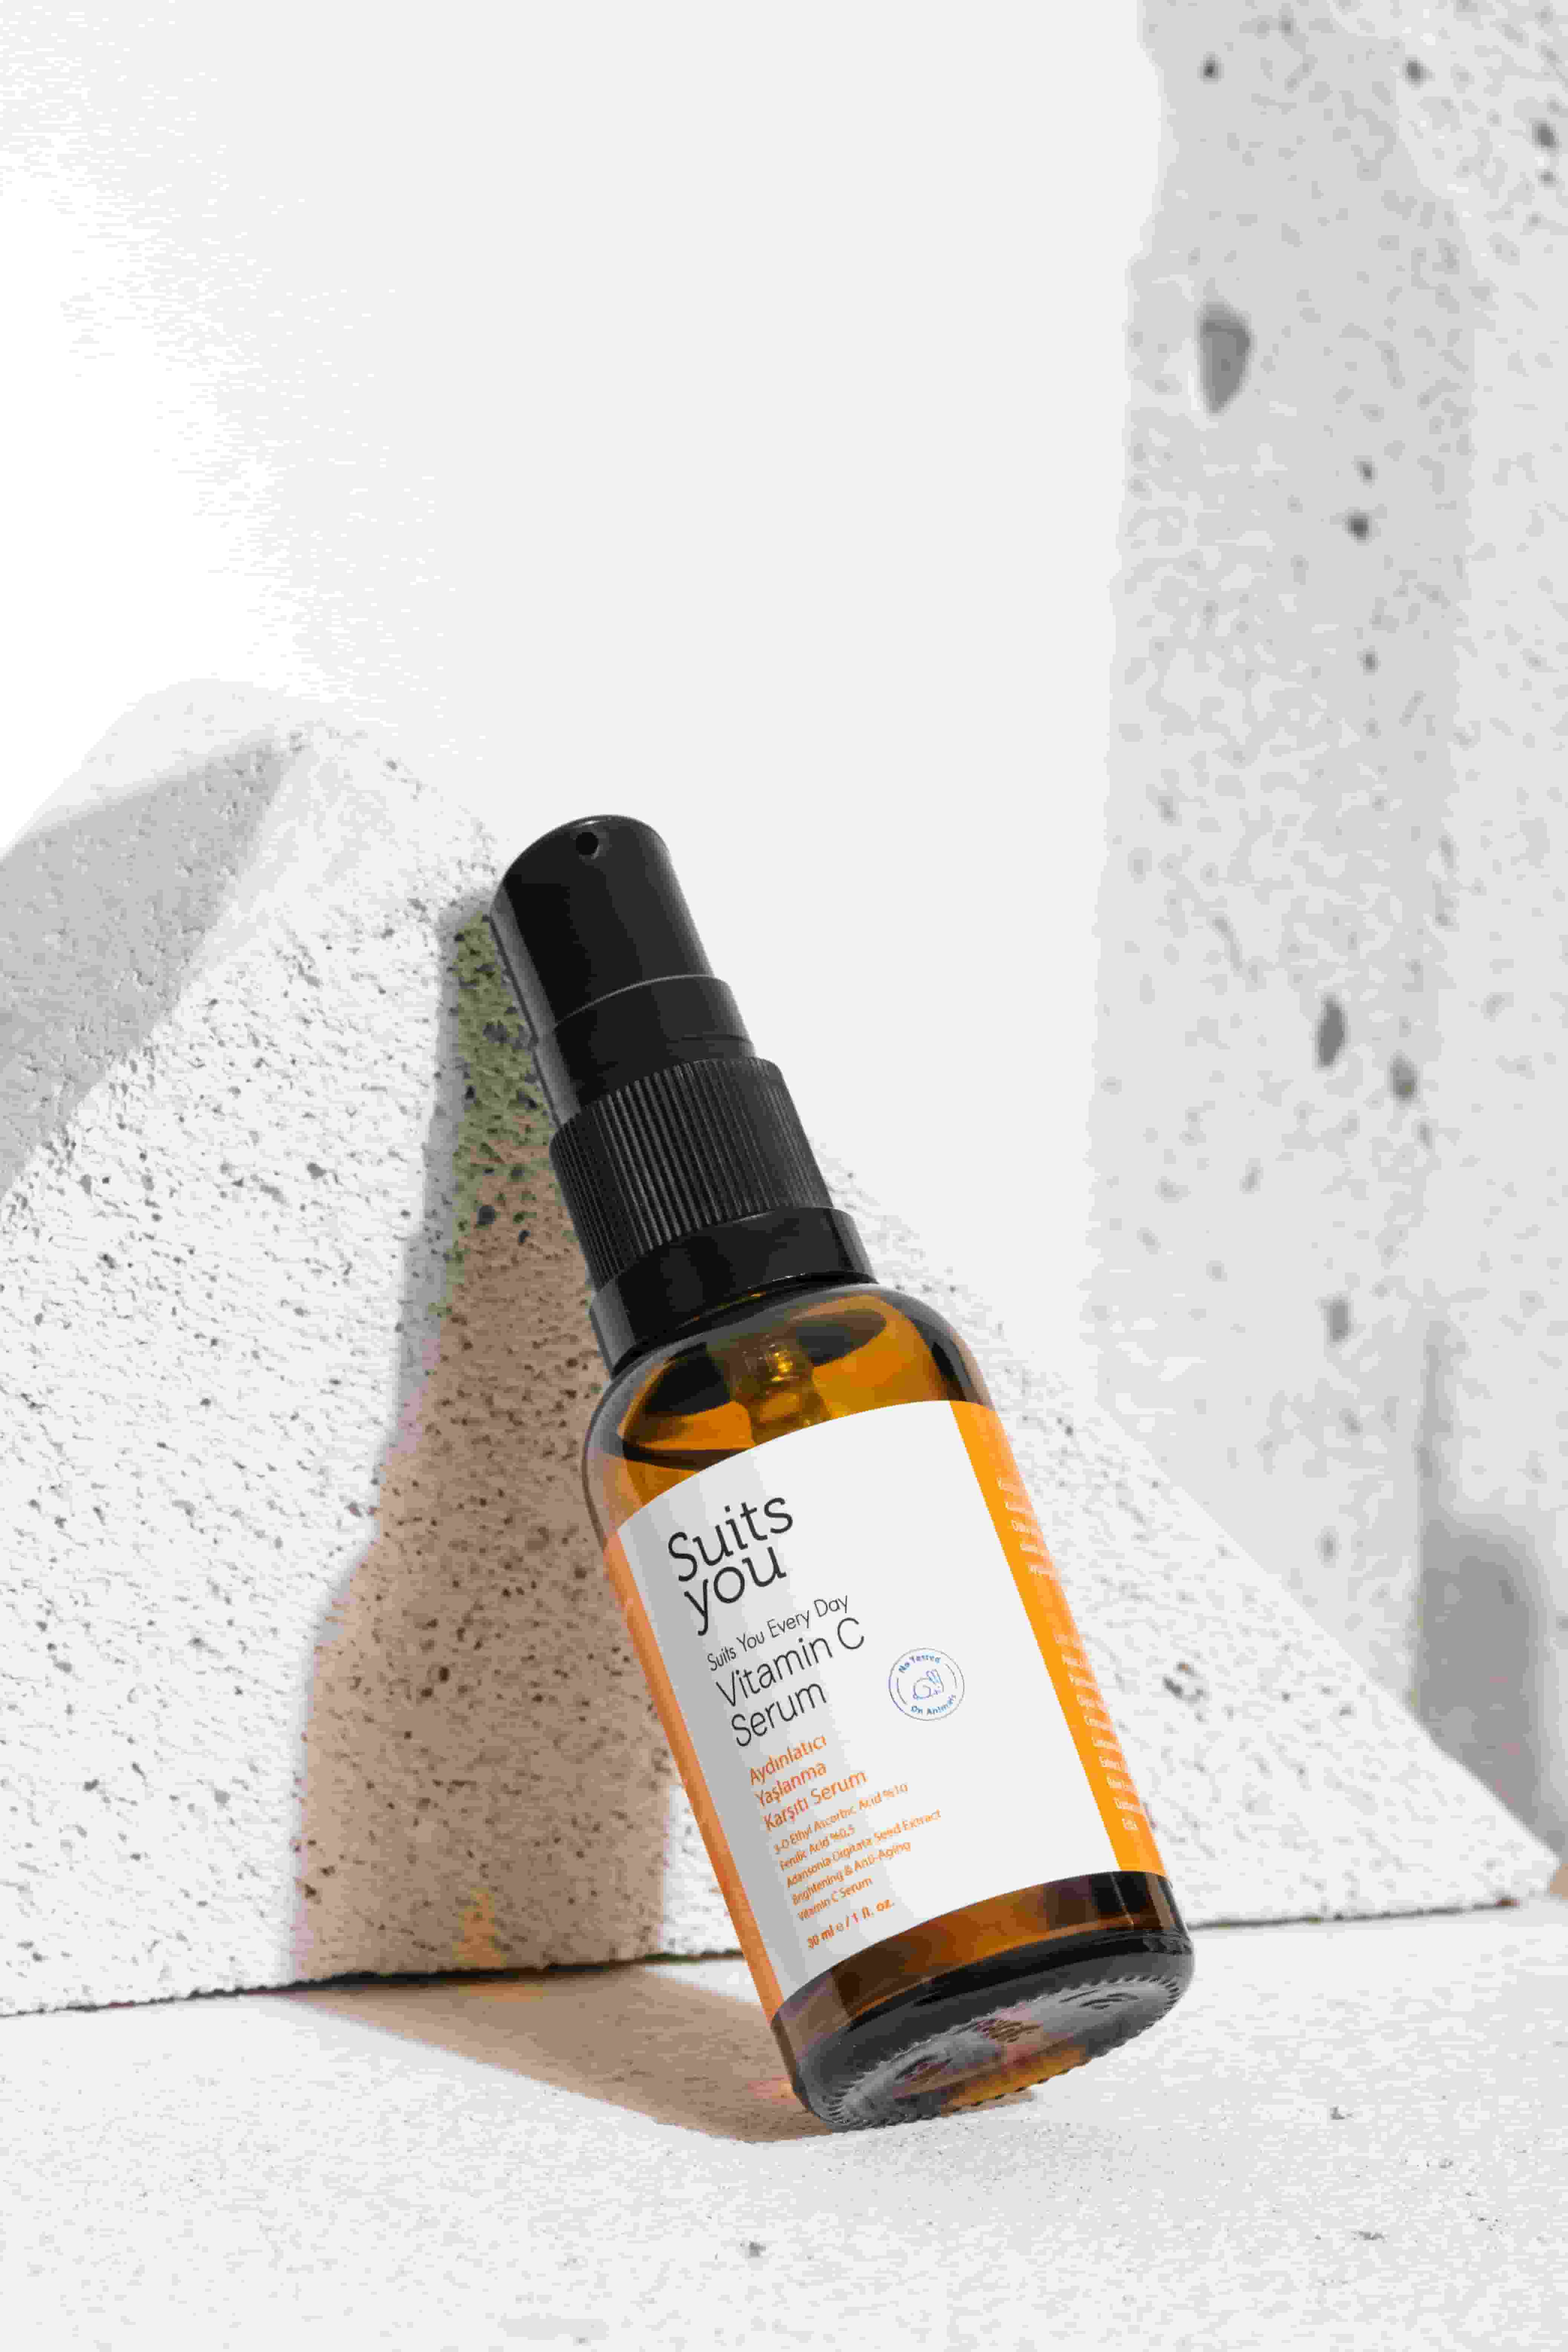 Suits
you
Suits You Every Day
Vitamin C
Serum
No Tested
On Animals
Aydınlatıcı
Yaşlanma
Karşıtı Serum
3-O Ethyl Ascorbic Acid %10
Ferulic Acid %0.5
Adansonia Digitata Seed Extract
Brightening & Anti-Aging
Vitamin C Serum
30 ml e / 1 fl. oz.